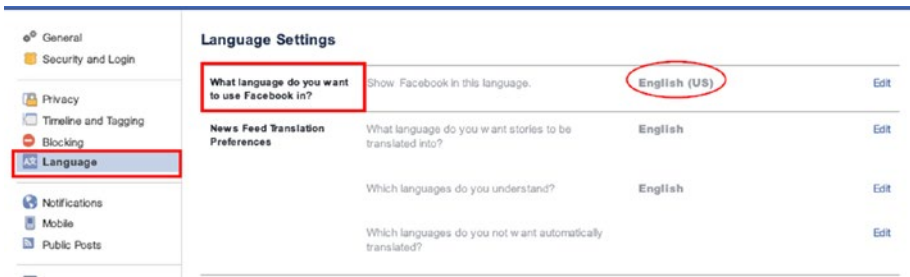 General
Security and Login
Privacy
Timeline and Tagging
Blocking
Language
Notifications
Mobile
Public Posts
Language Settings
What language do you want
to use Facebook in?
Show Facebook in this language.
English (US)
Edit
News Feed Translation
Preferences
What language do you want stories to be
translated into?
English
Edit
Which languages do you understand?
English
Edit
Which languages do you not want automatically
translated?
Edit